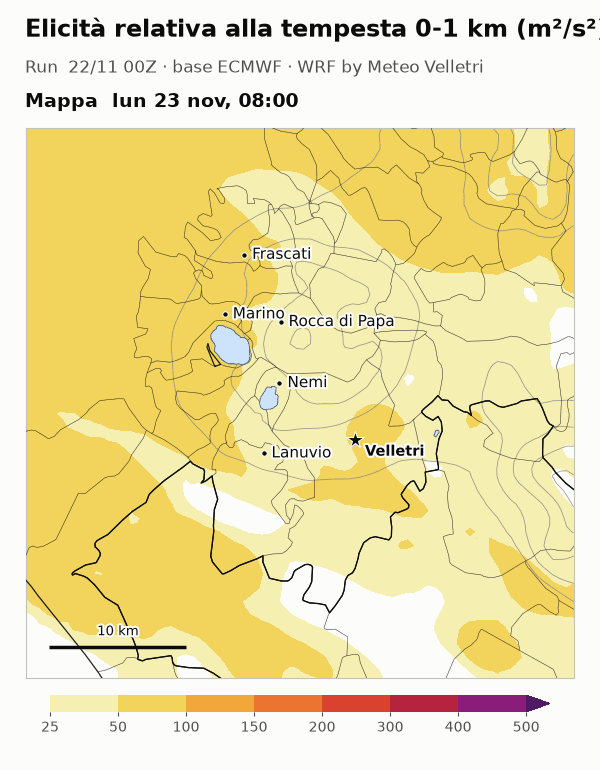 Elicità relativa alla tempesta 0-1 km (m²/s²)
Run  22/11 00Z · base ECMWF · WRF by Meteo Velletri
Mappa  lun 23 nov, 08:00
Frascati
Marino
Rocca di Papa
Nemi
Lanuvio
Velletri
10 km
25 50 100 150 200 300 400 500